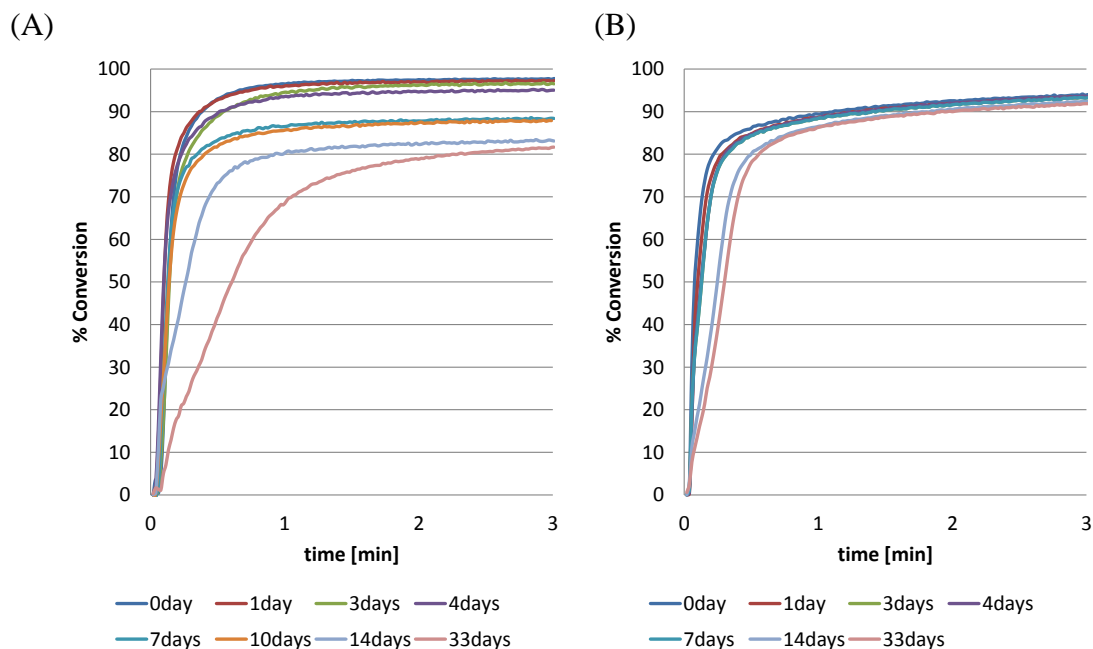 (A)
100
90
80
70
60
50
40
30
20
10
0
% Conversion
0 1 2 3
time [min]
0day 1day 3days 4days
7days 10days 14days 33days
(B)
100
90
80
70
60
50
40
30
20
10
0
% Conversion
0 1 2 3
time [min]
0day 1day 3days 4days
7days 14days 33days